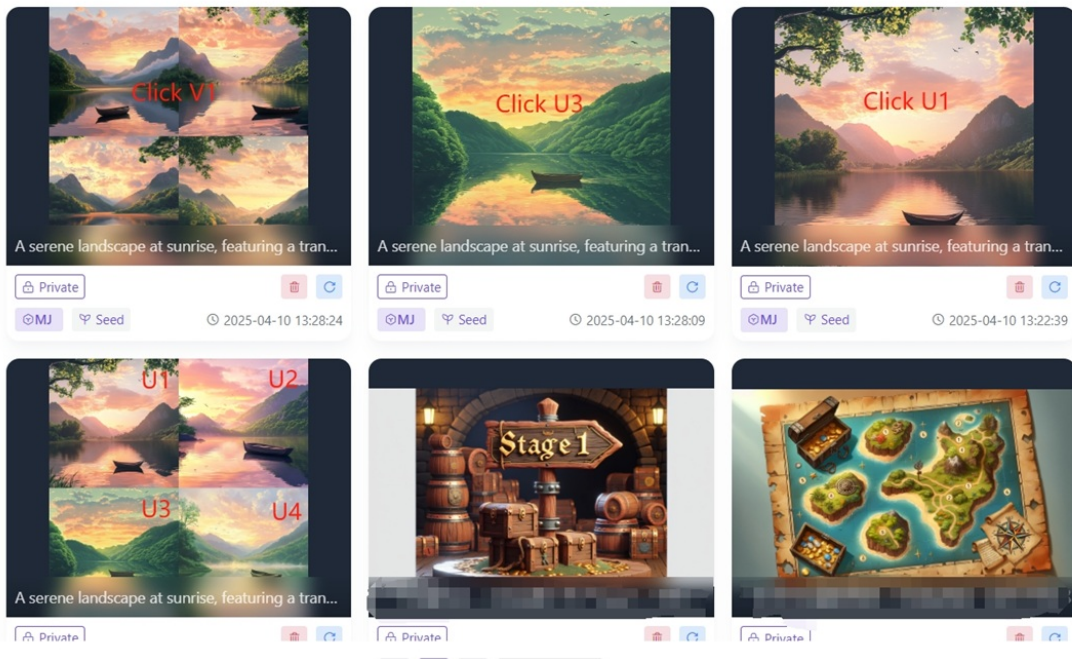 Click V1
A serene landscape at sunrise, featuring a tran...
Private
MJ Seed 2025-04-10 13:28:24
Click U3
A serene landscape at sunrise, featuring a tran...
Private
MJ Seed 2025-04-10 13:28:09
Click U1
A serene landscape at sunrise, featuring a tran...
Private
MJ Seed 2025-04-10 13:22:39
U1 U2
U3 U4
A serene landscape at sunrise, featuring a tran...
Private
Stage 1
Private
Private